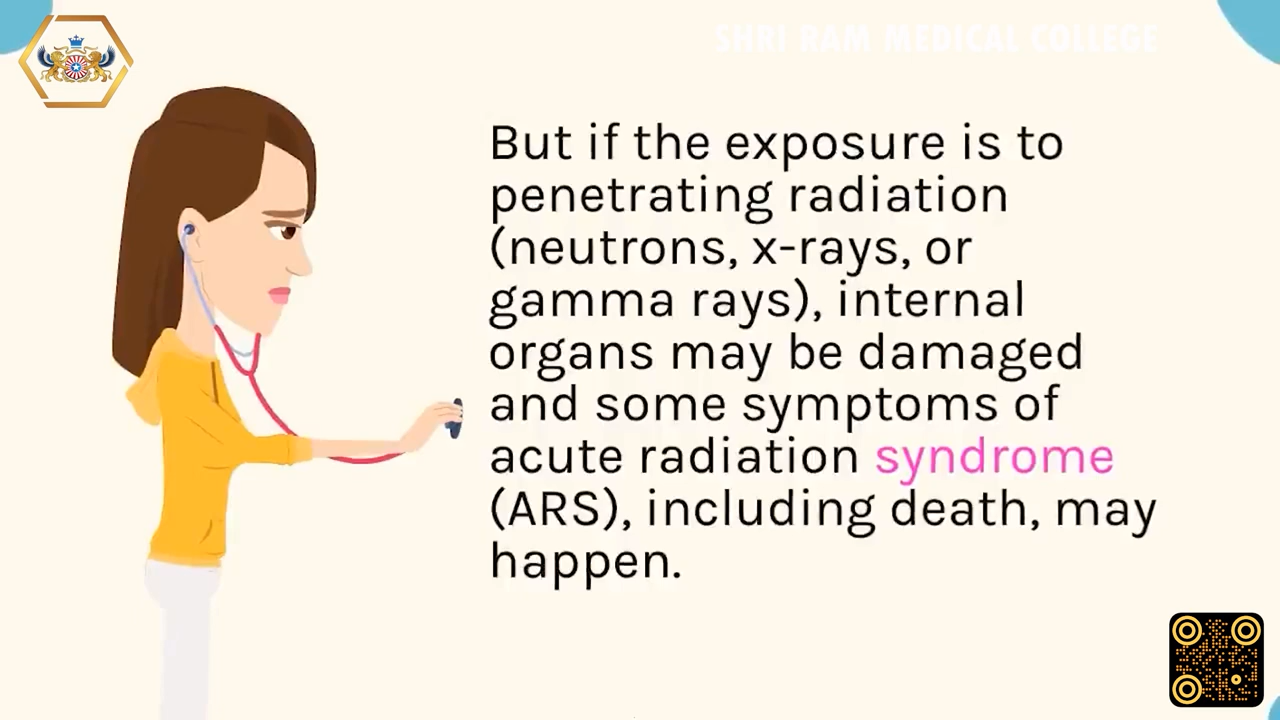 SHRI RAM MEDICAL COLLEGE
But if the exposure is to
penetrating radiation
(neutrons, x-rays, or
gamma rays), internal
organs may be damaged
and some symptoms of
acute radiation syndrome
(ARS), including death, may
happen.